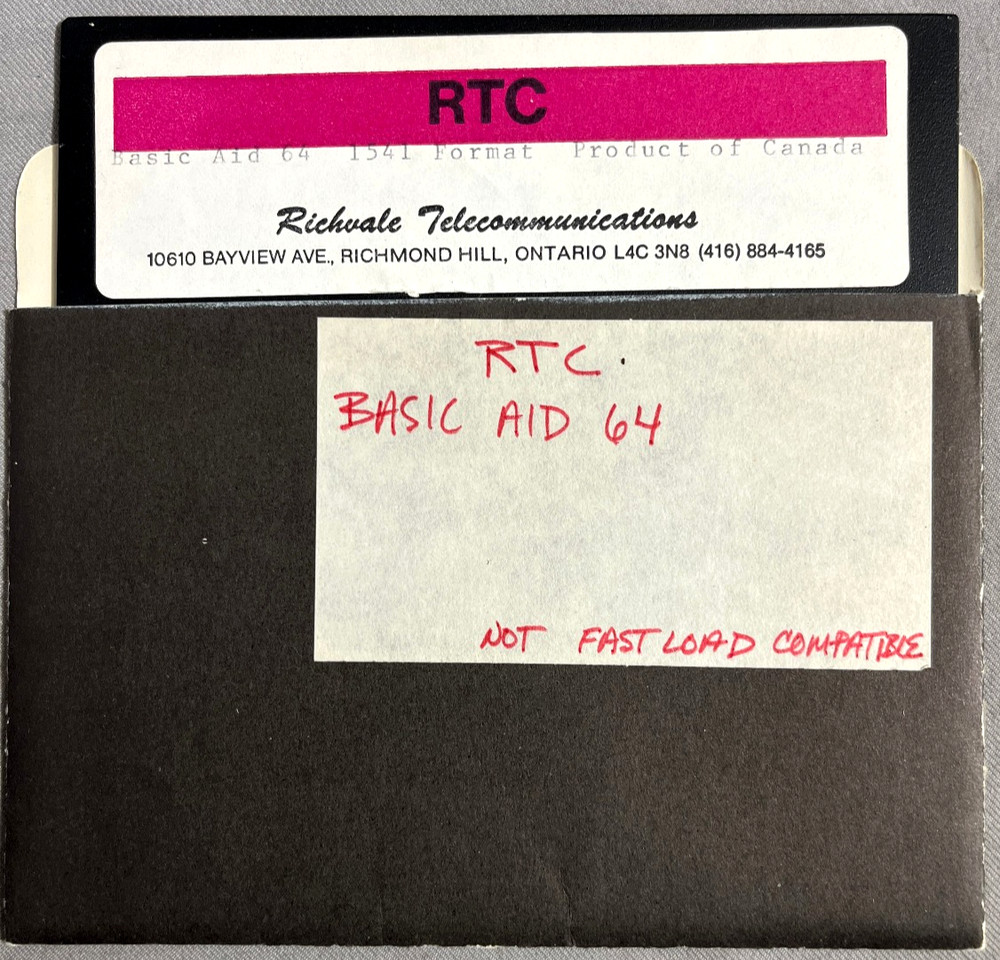 RTC
Basic Aid 64 1541 Format Product of Canada
Richvale Telecommunications
10610 BAYVIEW AVE., RICHMOND HILL, ONTARIO L4C 3N8 (416) 884-4165
RTC.
BASIC AID 64
NOT FAST LOAD COMPATIBLE